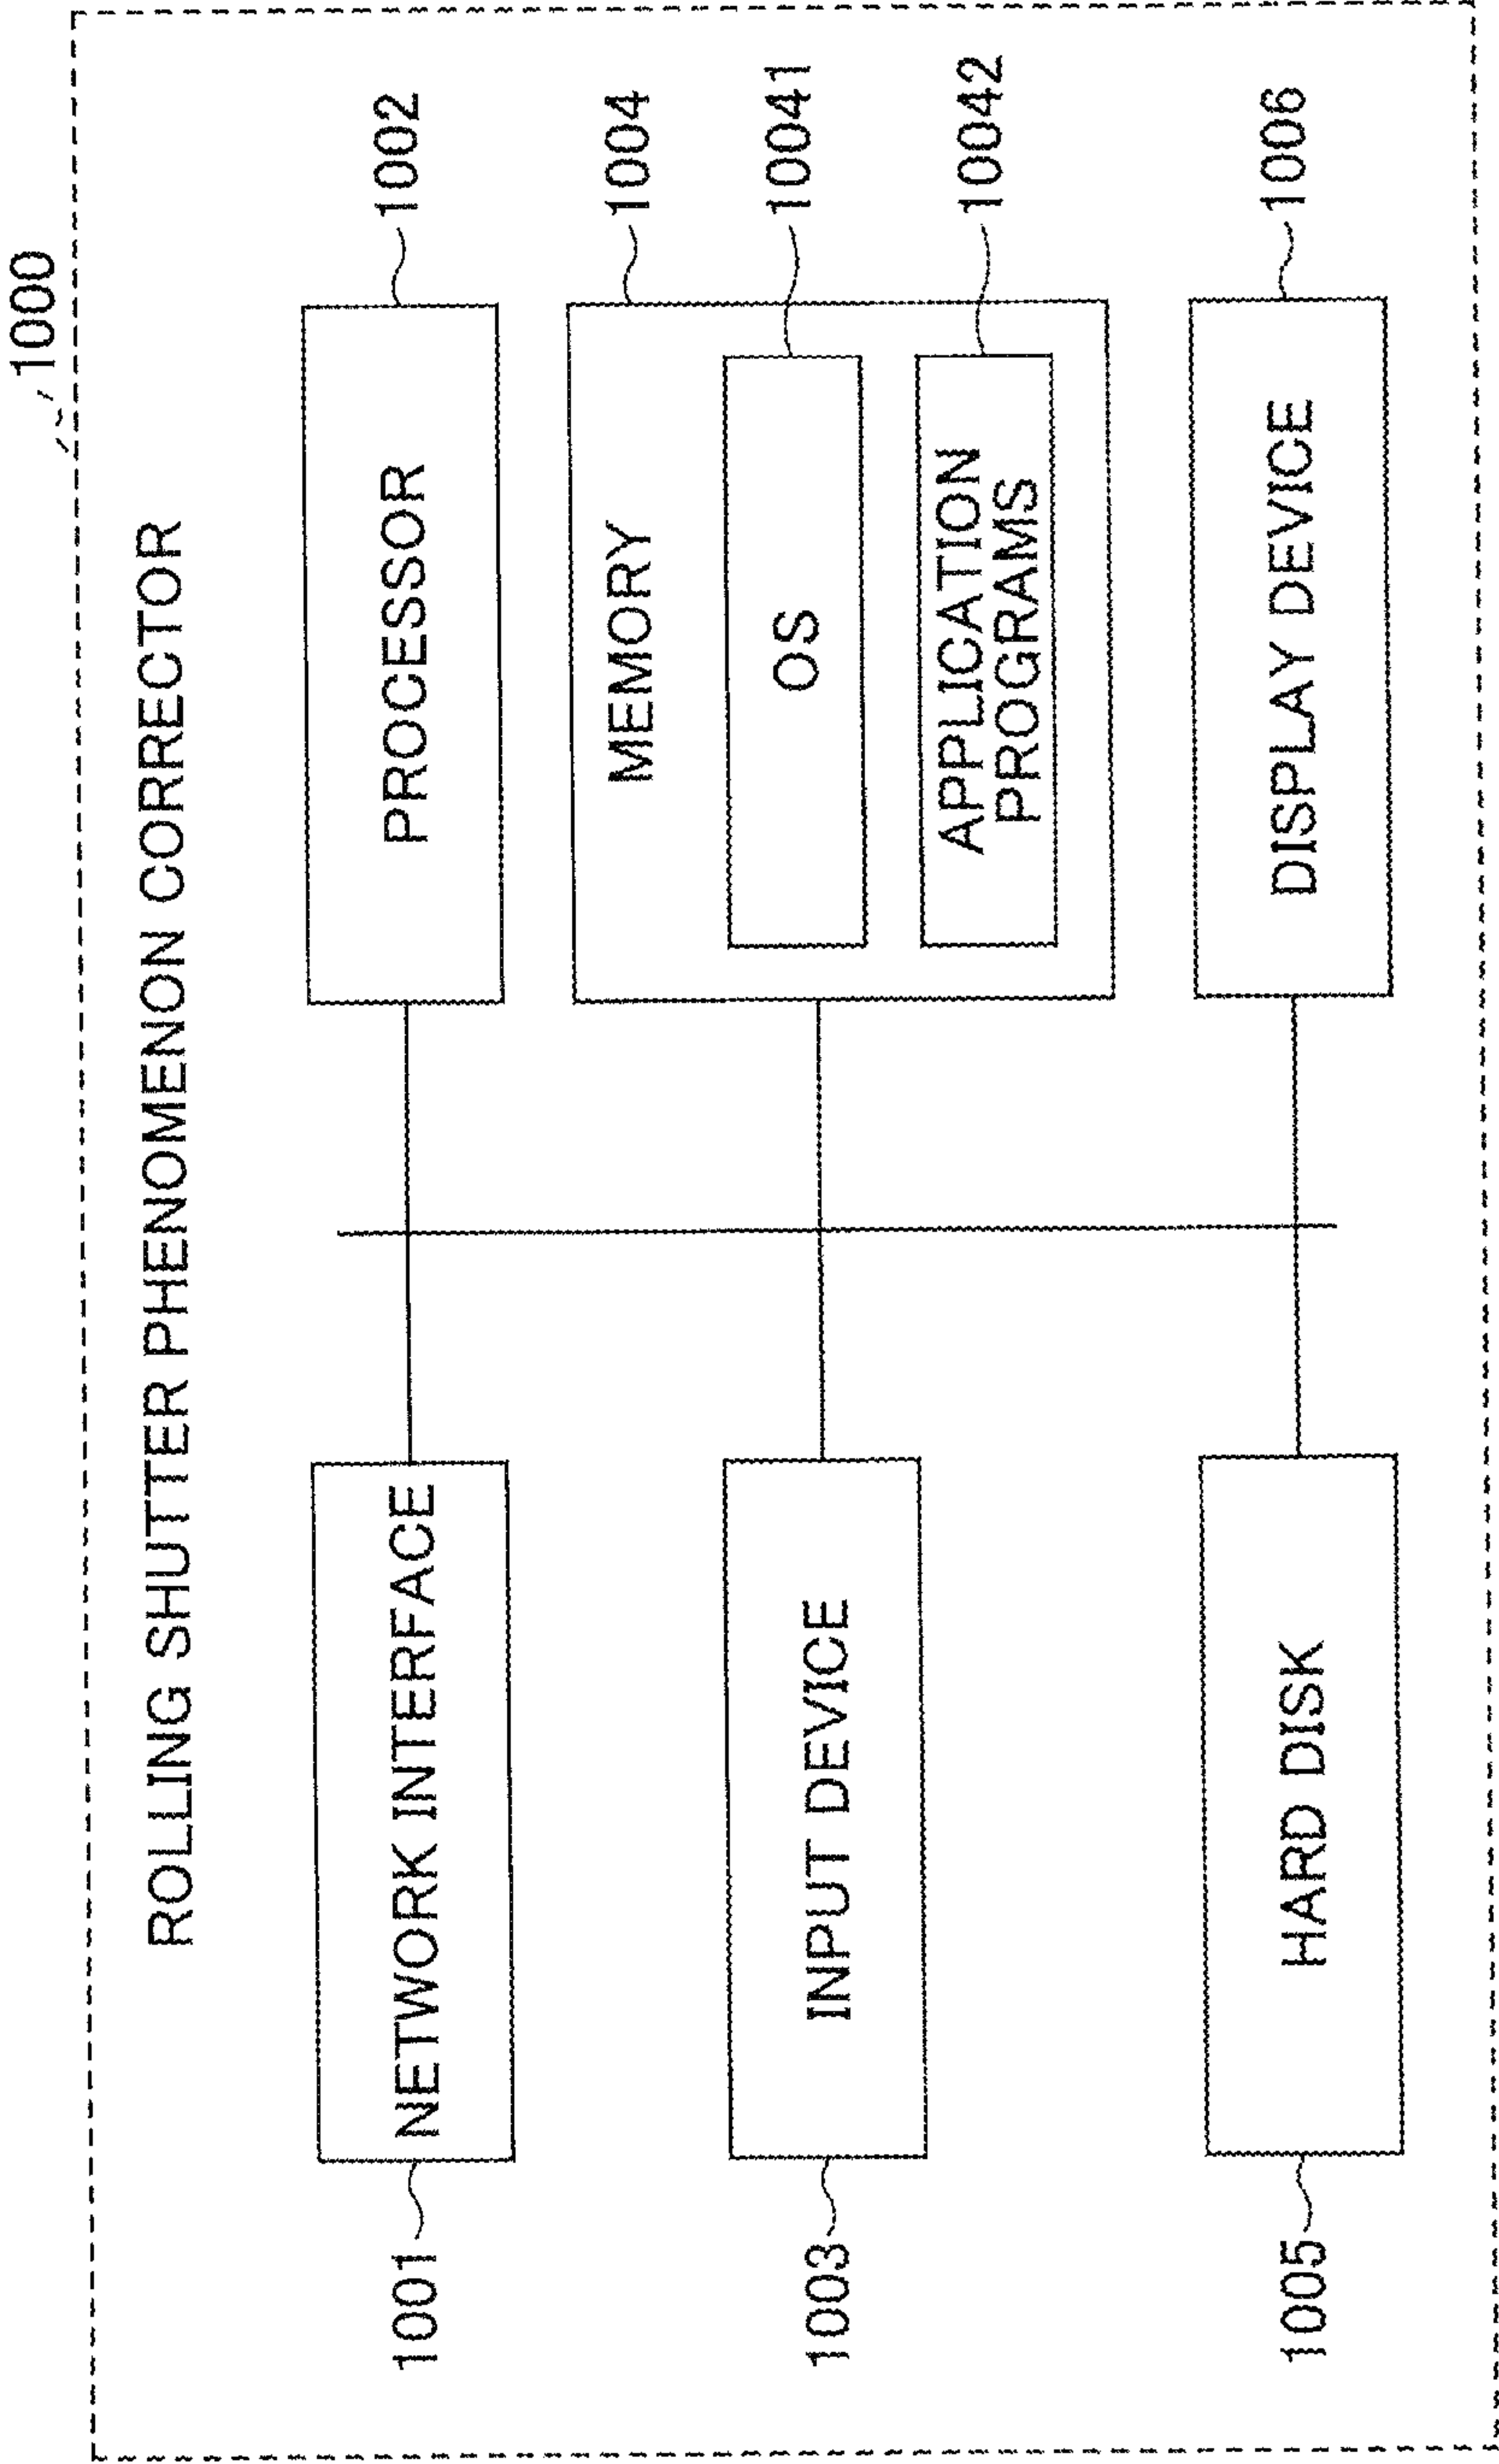 1000
ROLLING SHUTTER PHENOMENON CORRECTOR
1001
NETWORK INTERFACE
PROCESSOR
1002
MEMORY
1004
1003
INPUT DEVICE
OS
10041
APPLICATION
PROGRAMS
10042
1005
HARD DISK
DISPLAY DEVICE
1006